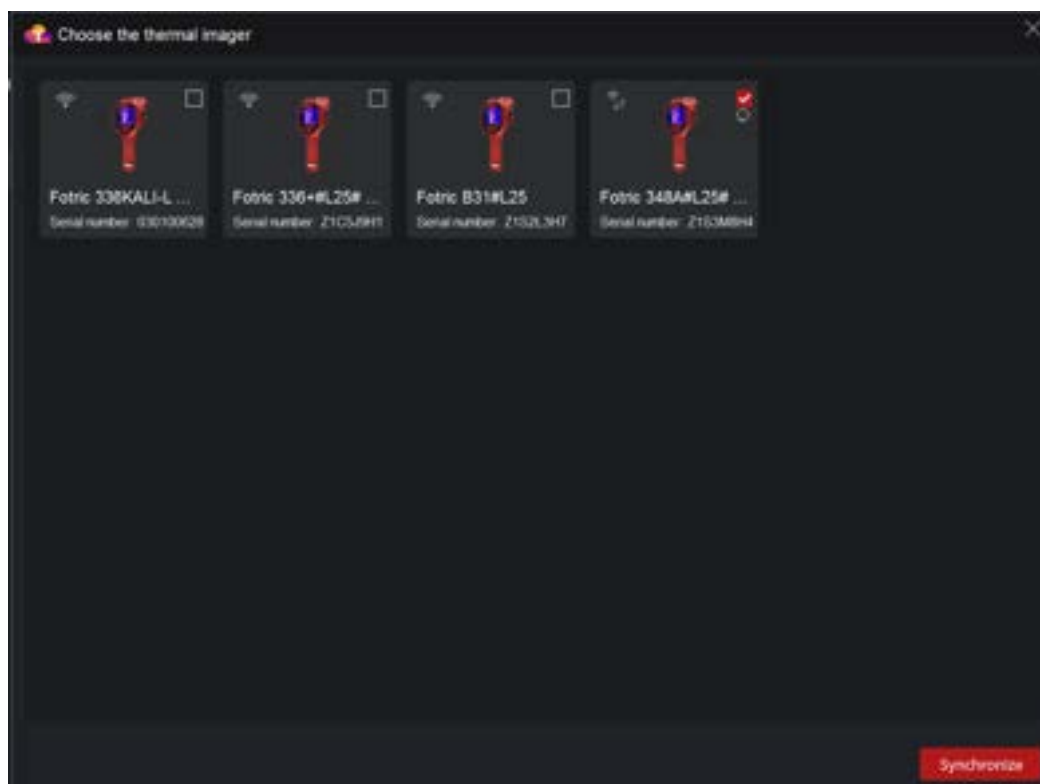 Choose the thermal imager
Fotric 336KALI-L ...
Serial number
Fotric 336+#L25# ...
Serial number
Fotric B31#L25
Serial number
Fotric 348A#L25# ...
Serial number
Synchronize